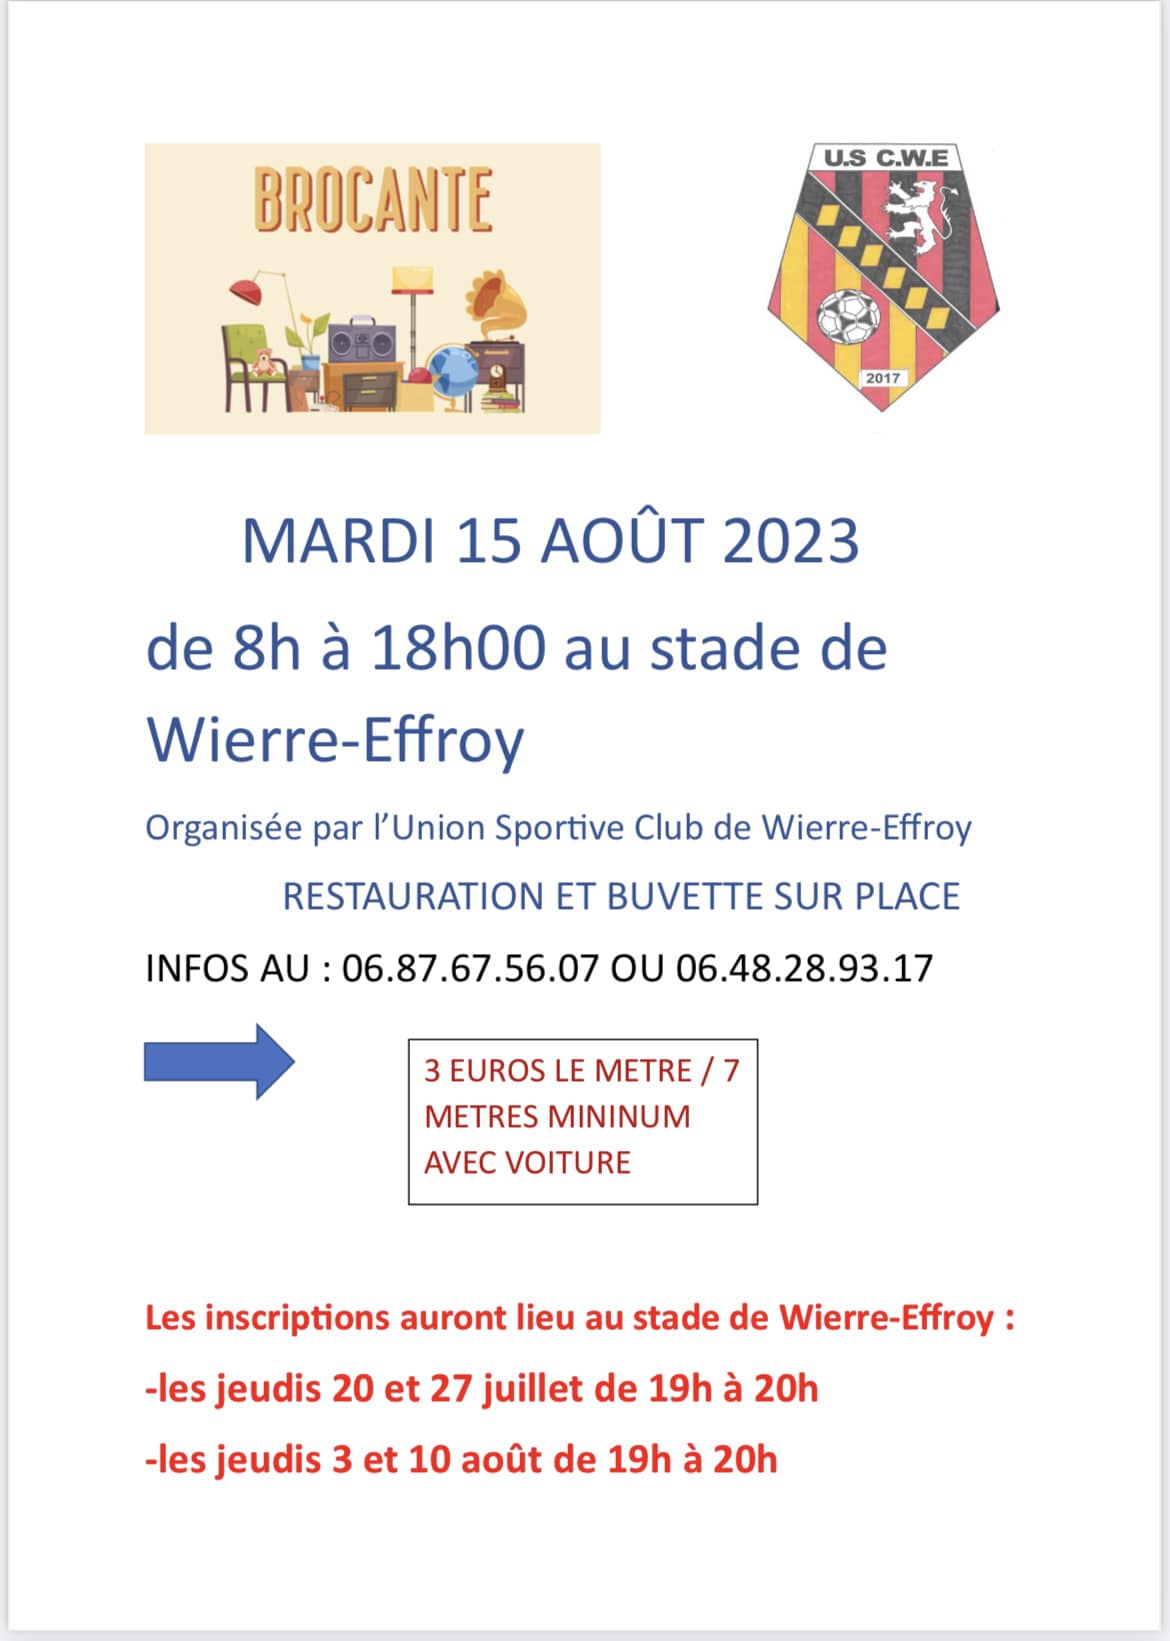 BROCANTE
U.S C.W.E
2017
MARDI 15 AOÛT 2023
de 8h à 18h00 au stade de
Wierre-Effroy
Organisée par l’Union Sportive Club de Wierre-Effroy
RESTAURATION ET BUVETTE SUR PLACE
INFOS AU : 06.87.67.56.07 OU 06.48.28.93.17
3 EUROS LE METRE / 7
METRES MININUM
AVEC VOITURE
Les inscriptions auront lieu au stade de Wierre-Effroy :
-les jeudis 20 et 27 juillet de 19h à 20h
-les jeudis 3 et 10 août de 19h à 20h